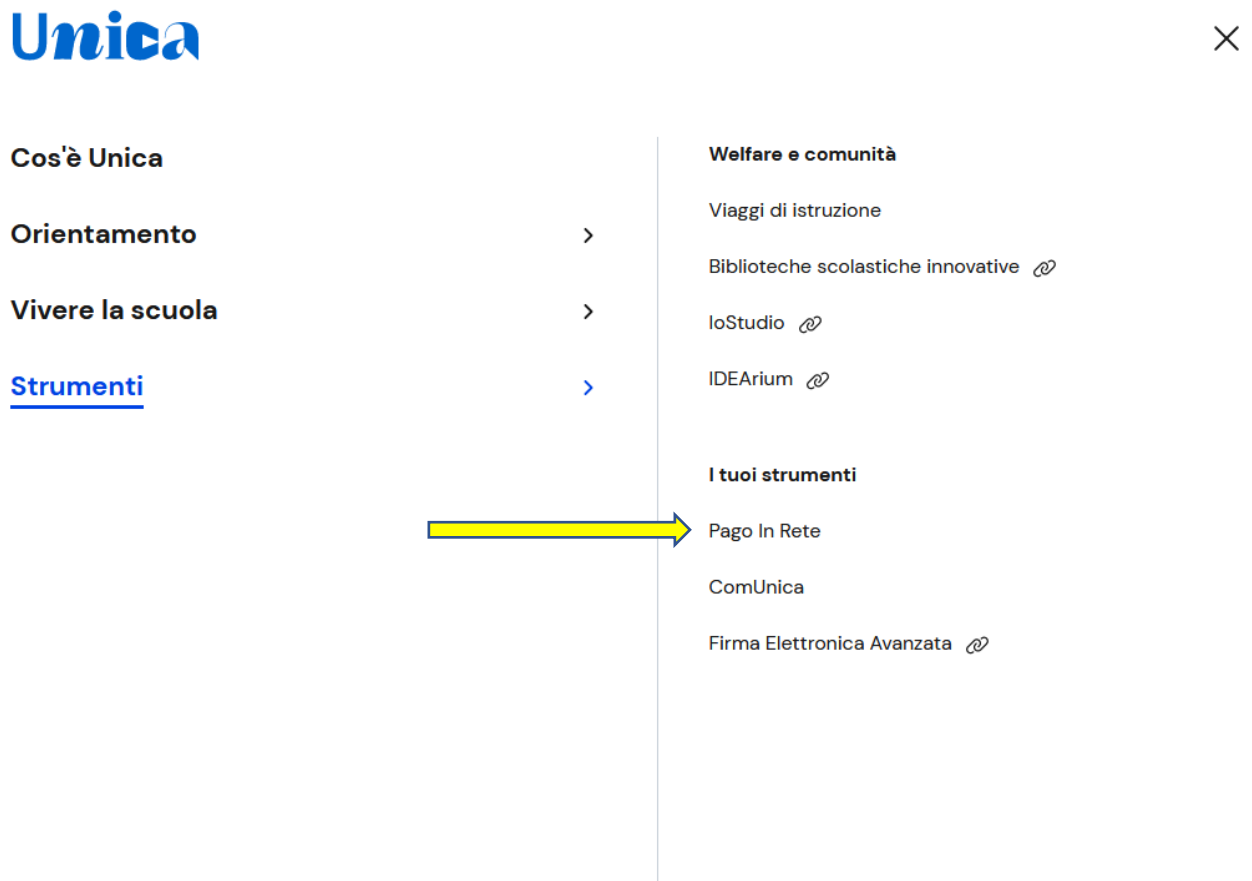 Unica
Cos'è Unica
Orientamento
Vivere la scuola
Strumenti
Welfare e comunità
Viaggi di istruzione
Biblioteche scolastiche innovative
IoStudio
IDEArium
I tuoi strumenti
Pago In Rete
ComUnica
Firma Elettronica Avanzata